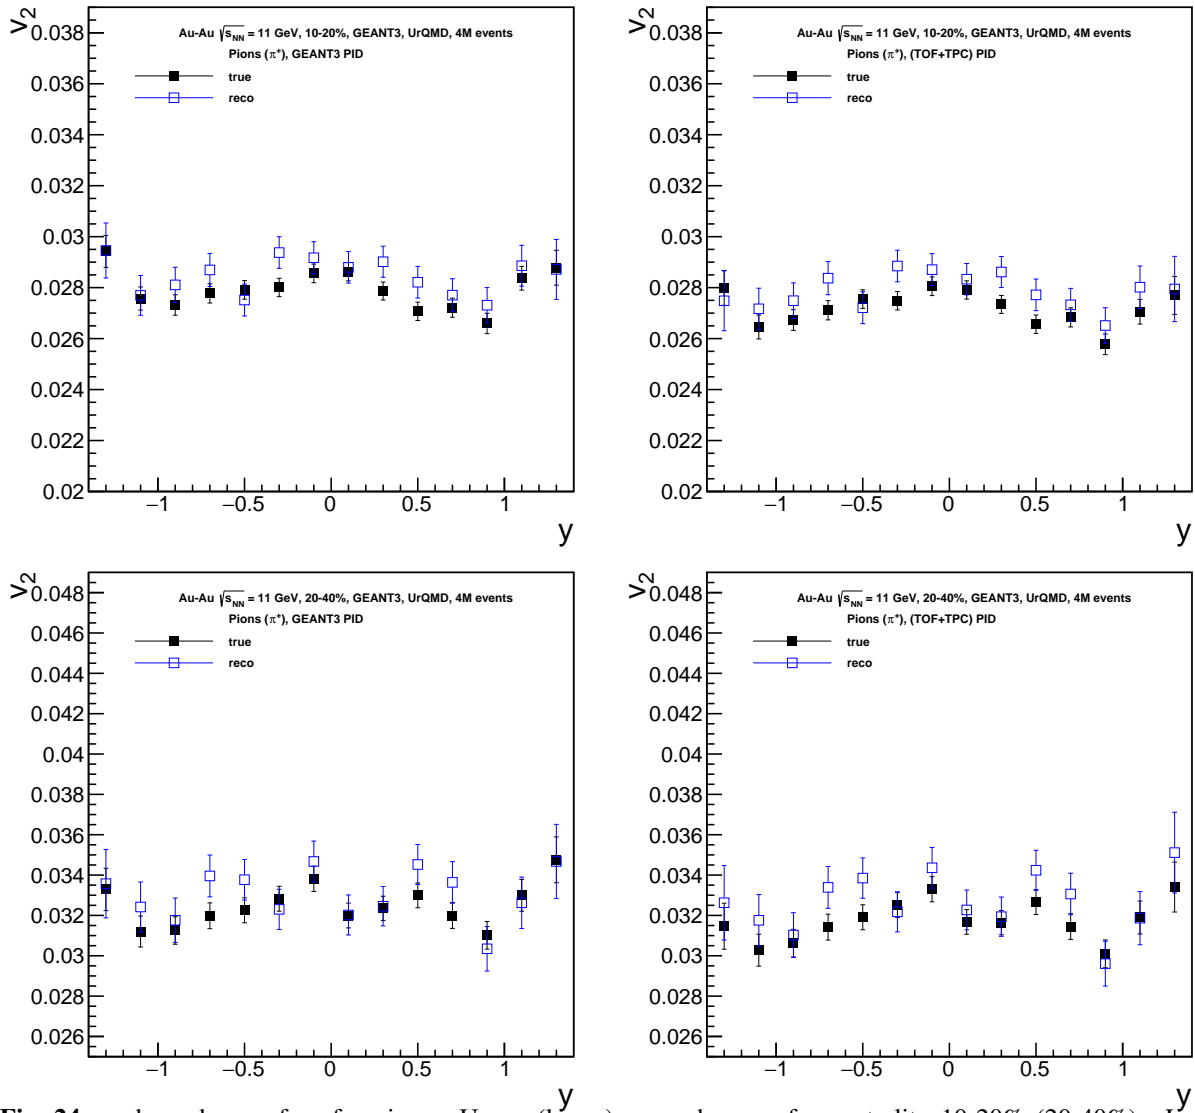 v2
0.038
0.036
0.034
0.032
0.03
0.028
0.026
0.024
0.022
0.02
−1 −0.5 0 0.5 1
y
Au-Au √sNN = 11 GeV, 10-20%, GEANT3, UrQMD, 4M events
Pions (π+), GEANT3 PID
true
reco
v2
0.038
0.036
0.034
0.032
0.03
0.028
0.026
0.024
0.022
0.02
−1 −0.5 0 0.5 1
y
Au-Au √sNN = 11 GeV, 10-20%, GEANT3, UrQMD, 4M events
Pions (π+), (TOF+TPC) PID
true
reco
v2
0.048
0.046
0.044
0.042
0.04
0.038
0.036
0.034
0.032
0.03
0.028
0.026
−1 −0.5 0 0.5 1
y
Au-Au √sNN = 11 GeV, 20-40%, GEANT3, UrQMD, 4M events
Pions (π+), GEANT3 PID
true
reco
v2
0.048
0.046
0.044
0.042
0.04
0.038
0.036
0.034
0.032
0.03
0.028
0.026
−1 −0.5 0 0.5 1
y
Au-Au √sNN = 11 GeV, 20-40%, GEANT3, UrQMD, 4M events
Pions (π+), (TOF+TPC) PID
true
reco